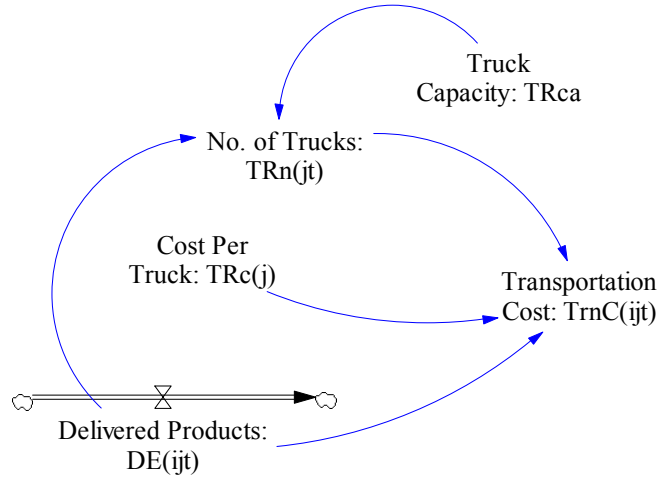 Truck
Capacity: TRca
No. of Trucks:
TRn(jt)
Cost Per
Truck: TRc(j)
Transportation
Cost: TrnC(ijt)
Delivered Products:
DE(ijt)